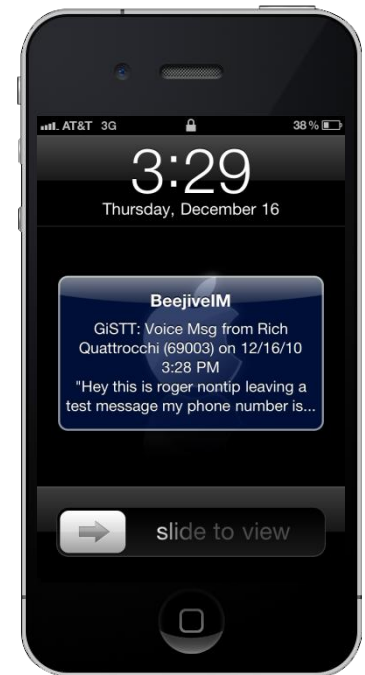 AT&T 3G 38%
3:29
Thursday, December 16
BeejiveIM
GiSTT: Voice Msg from Rich
Quattrocchi (69003) on 12/16/10
3:28 PM
"Hey this is roger nontip leaving a
test message my phone number is...
slide to view